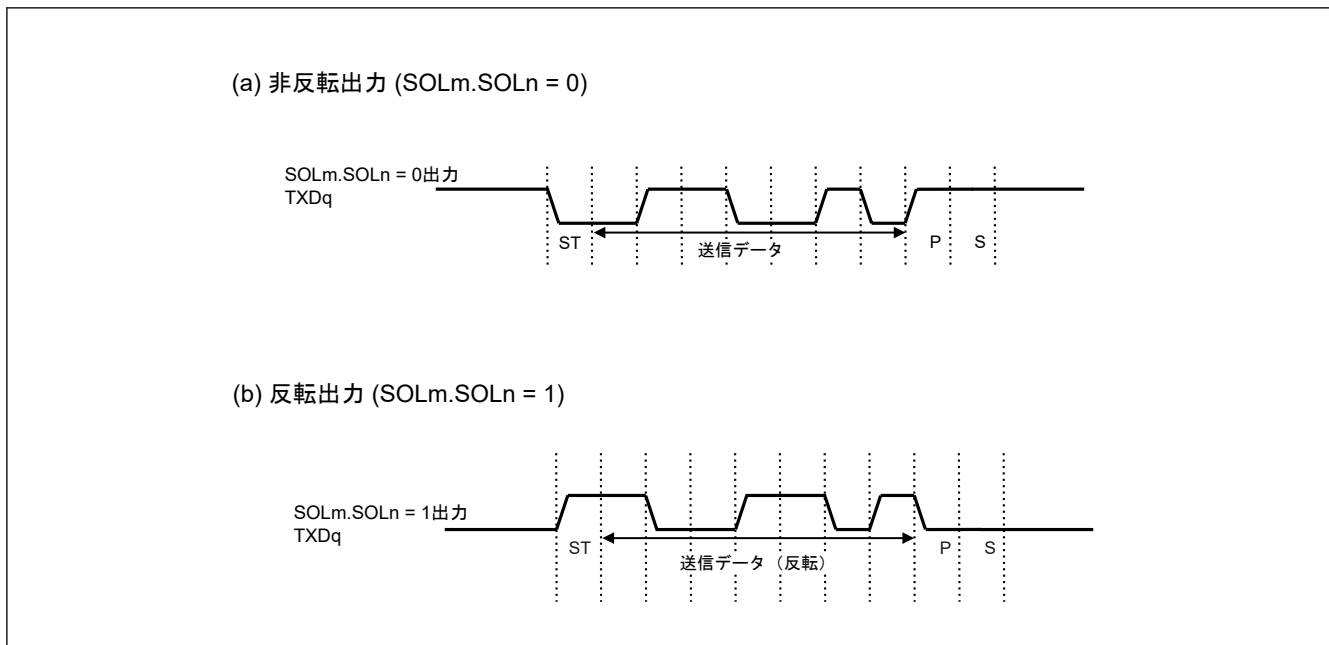 (a) 非反転出力 (SOLm.SOLn = 0)
SOLm.SOLn = 0出力
TXDq
ST
送信データ
P
S
(b) 反転出力 (SOLm.SOLn = 1)
SOLm.SOLn = 1出力
TXDq
ST
送信データ（反転）
P
S